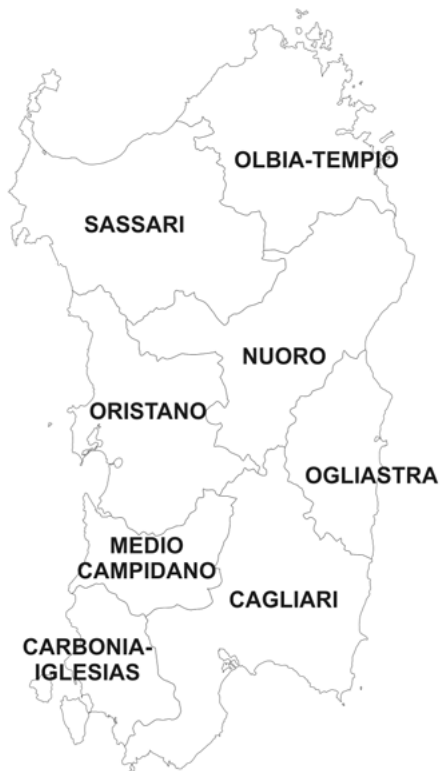 OLBIA-TEMPIO
SASSARI
NUORO
ORISTANO
OGLIASTRA
MEDIO
CAMPIDANO
CAGLIARI
CARBONIA-
IGLESIAS